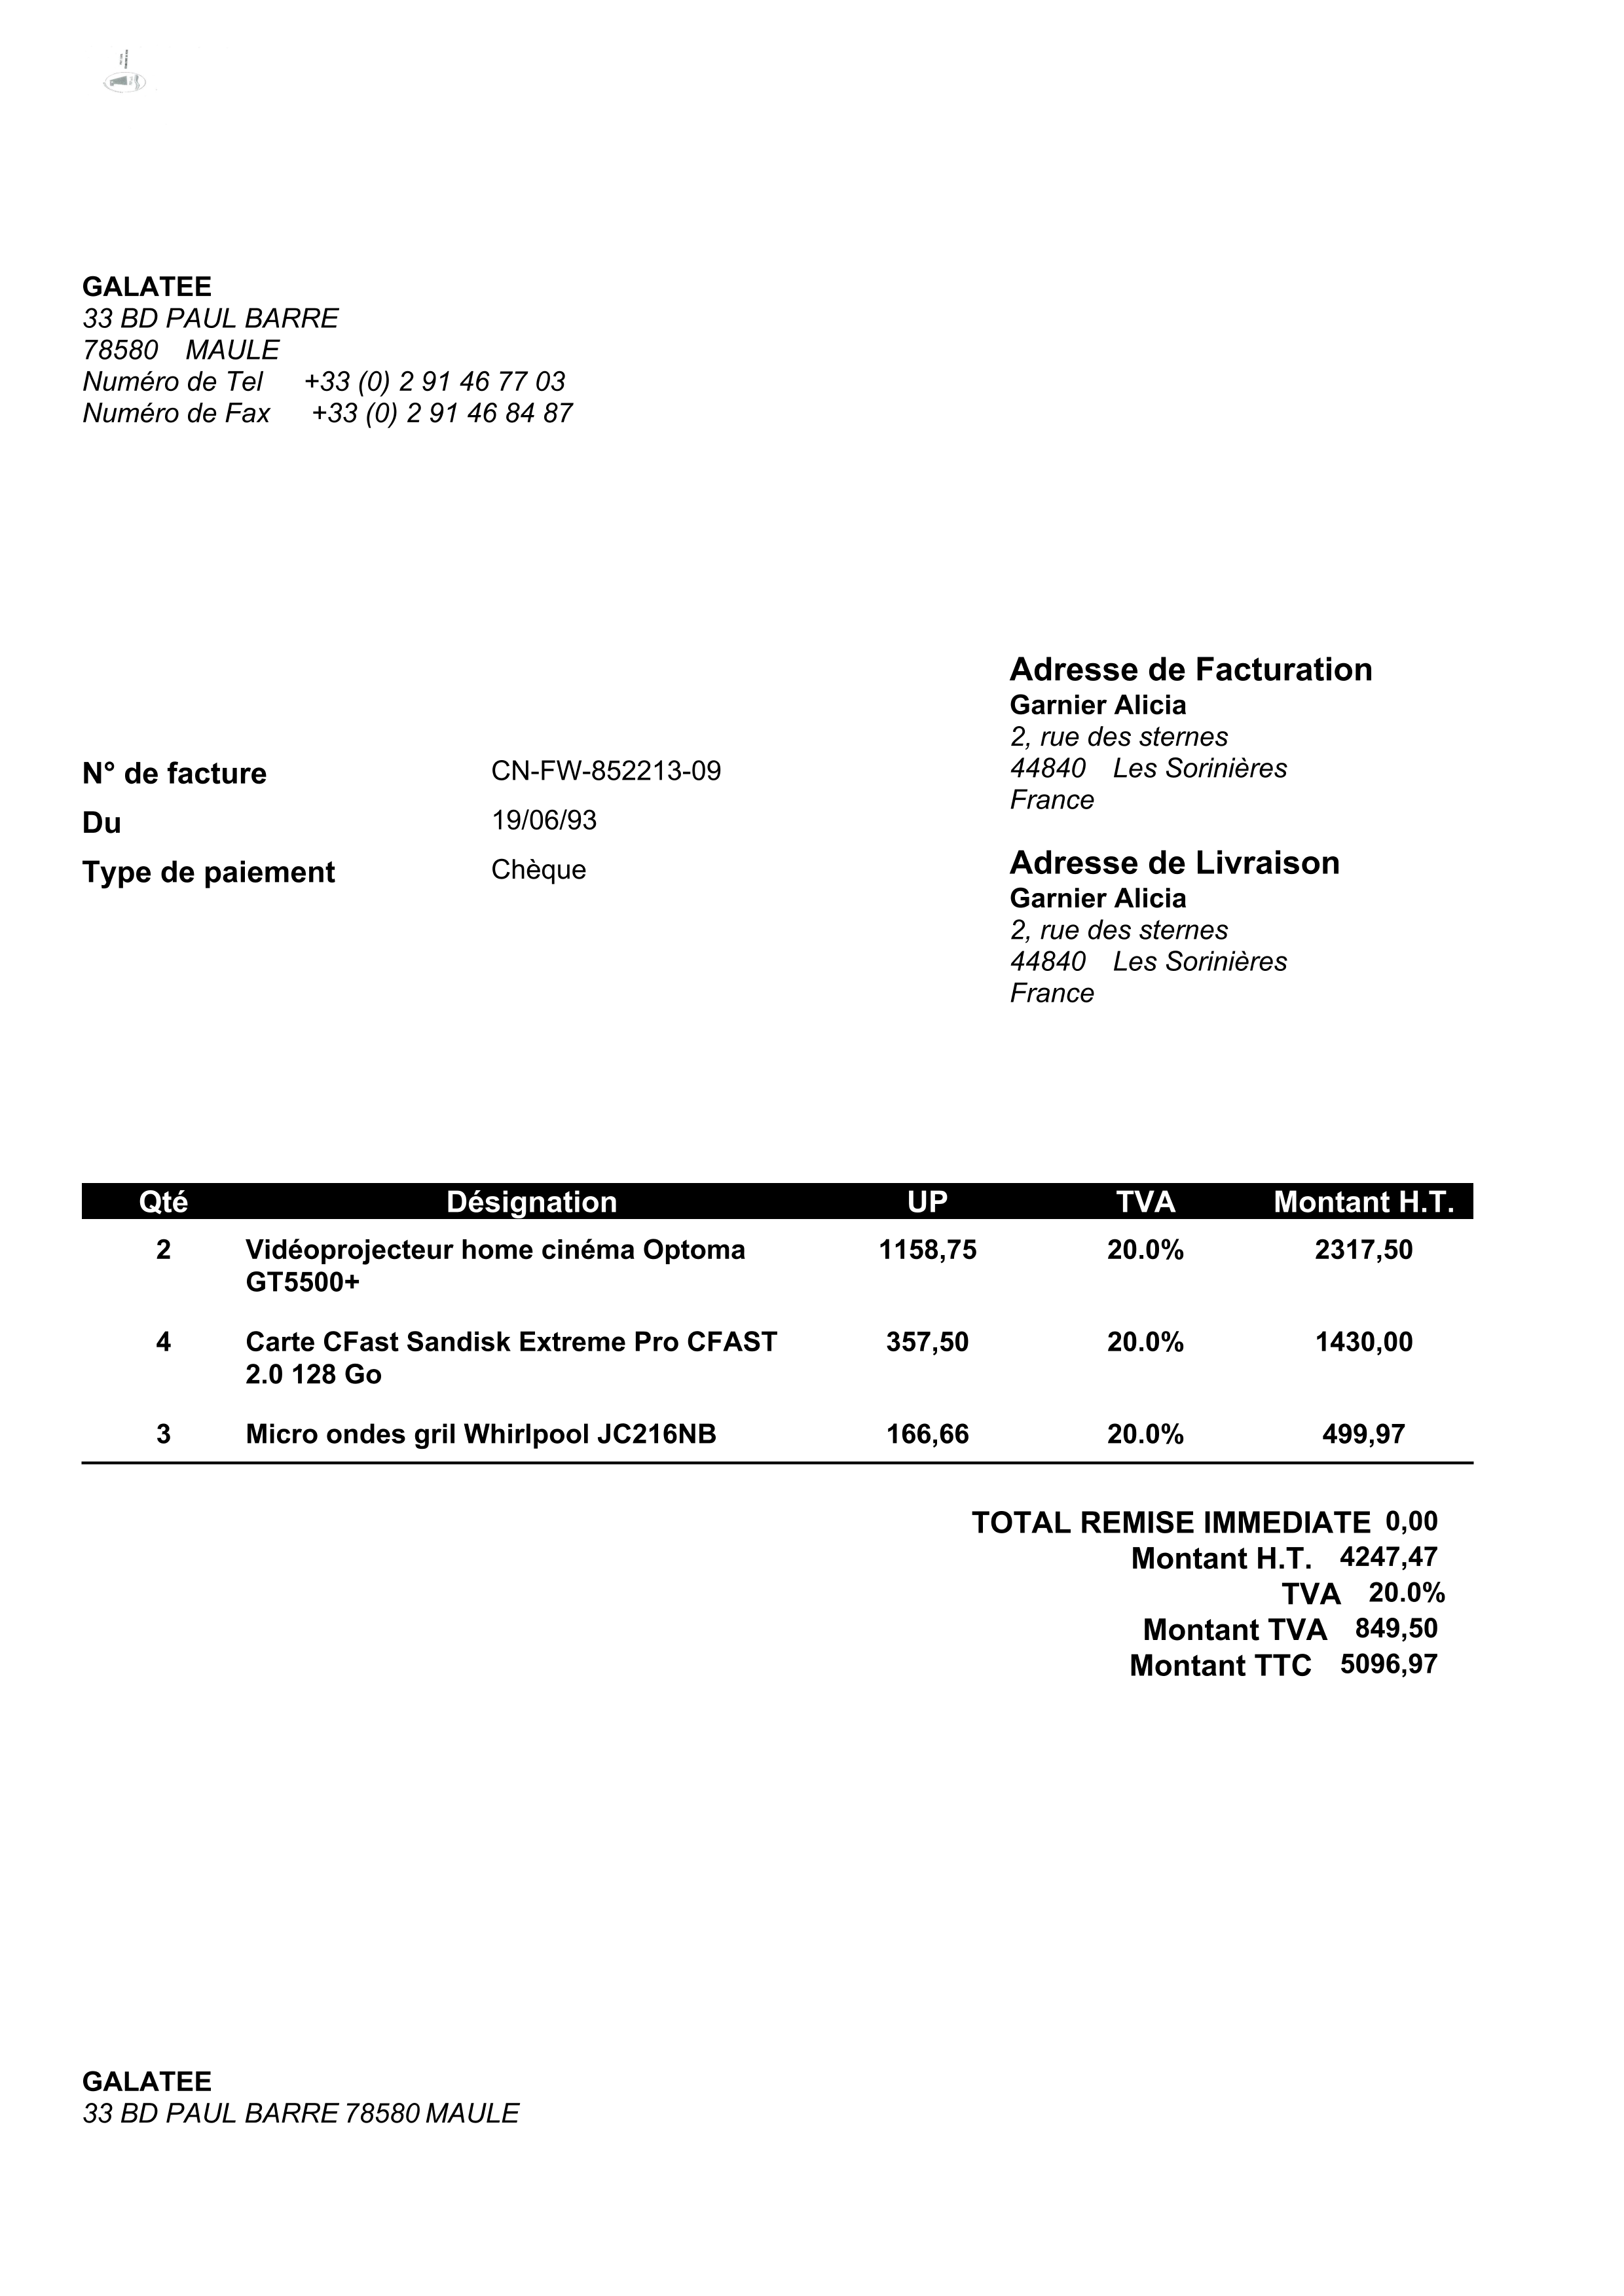 GALATEE
33 BD PAUL BARRE
78580 MAULE
Numéro de Tel +33 (0) 2 91 46 77 03
Numéro de Fax +33 (0) 2 91 46 84 87
N° de facture CN-FW-852213-09
Du 19/06/93
Type de paiement Chèque
Adresse de Facturation
Garnier Alicia
2, rue des sternes
44840 Les Sorinières
France
Adresse de Livraison
Garnier Alicia
2, rue des sternes
44840 Les Sorinières
France
Qté Désignation UP TVA Montant H.T.
2 Vidéoprojecteur home cinéma Optoma 1158,75 20.0% 2317,50
GT5500+
4 Carte CFast Sandisk Extreme Pro CFAST 357,50 20.0% 1430,00
2.0 128 Go
3 Micro ondes gril Whirlpool JC216NB 166,66 20.0% 499,97
TOTAL REMISE IMMEDIATE 0,00
Montant H.T. 4247,47
TVA 20.0%
Montant TVA 849,50
Montant TTC 5096,97
GALATEE
33 BD PAUL BARRE 78580 MAULE